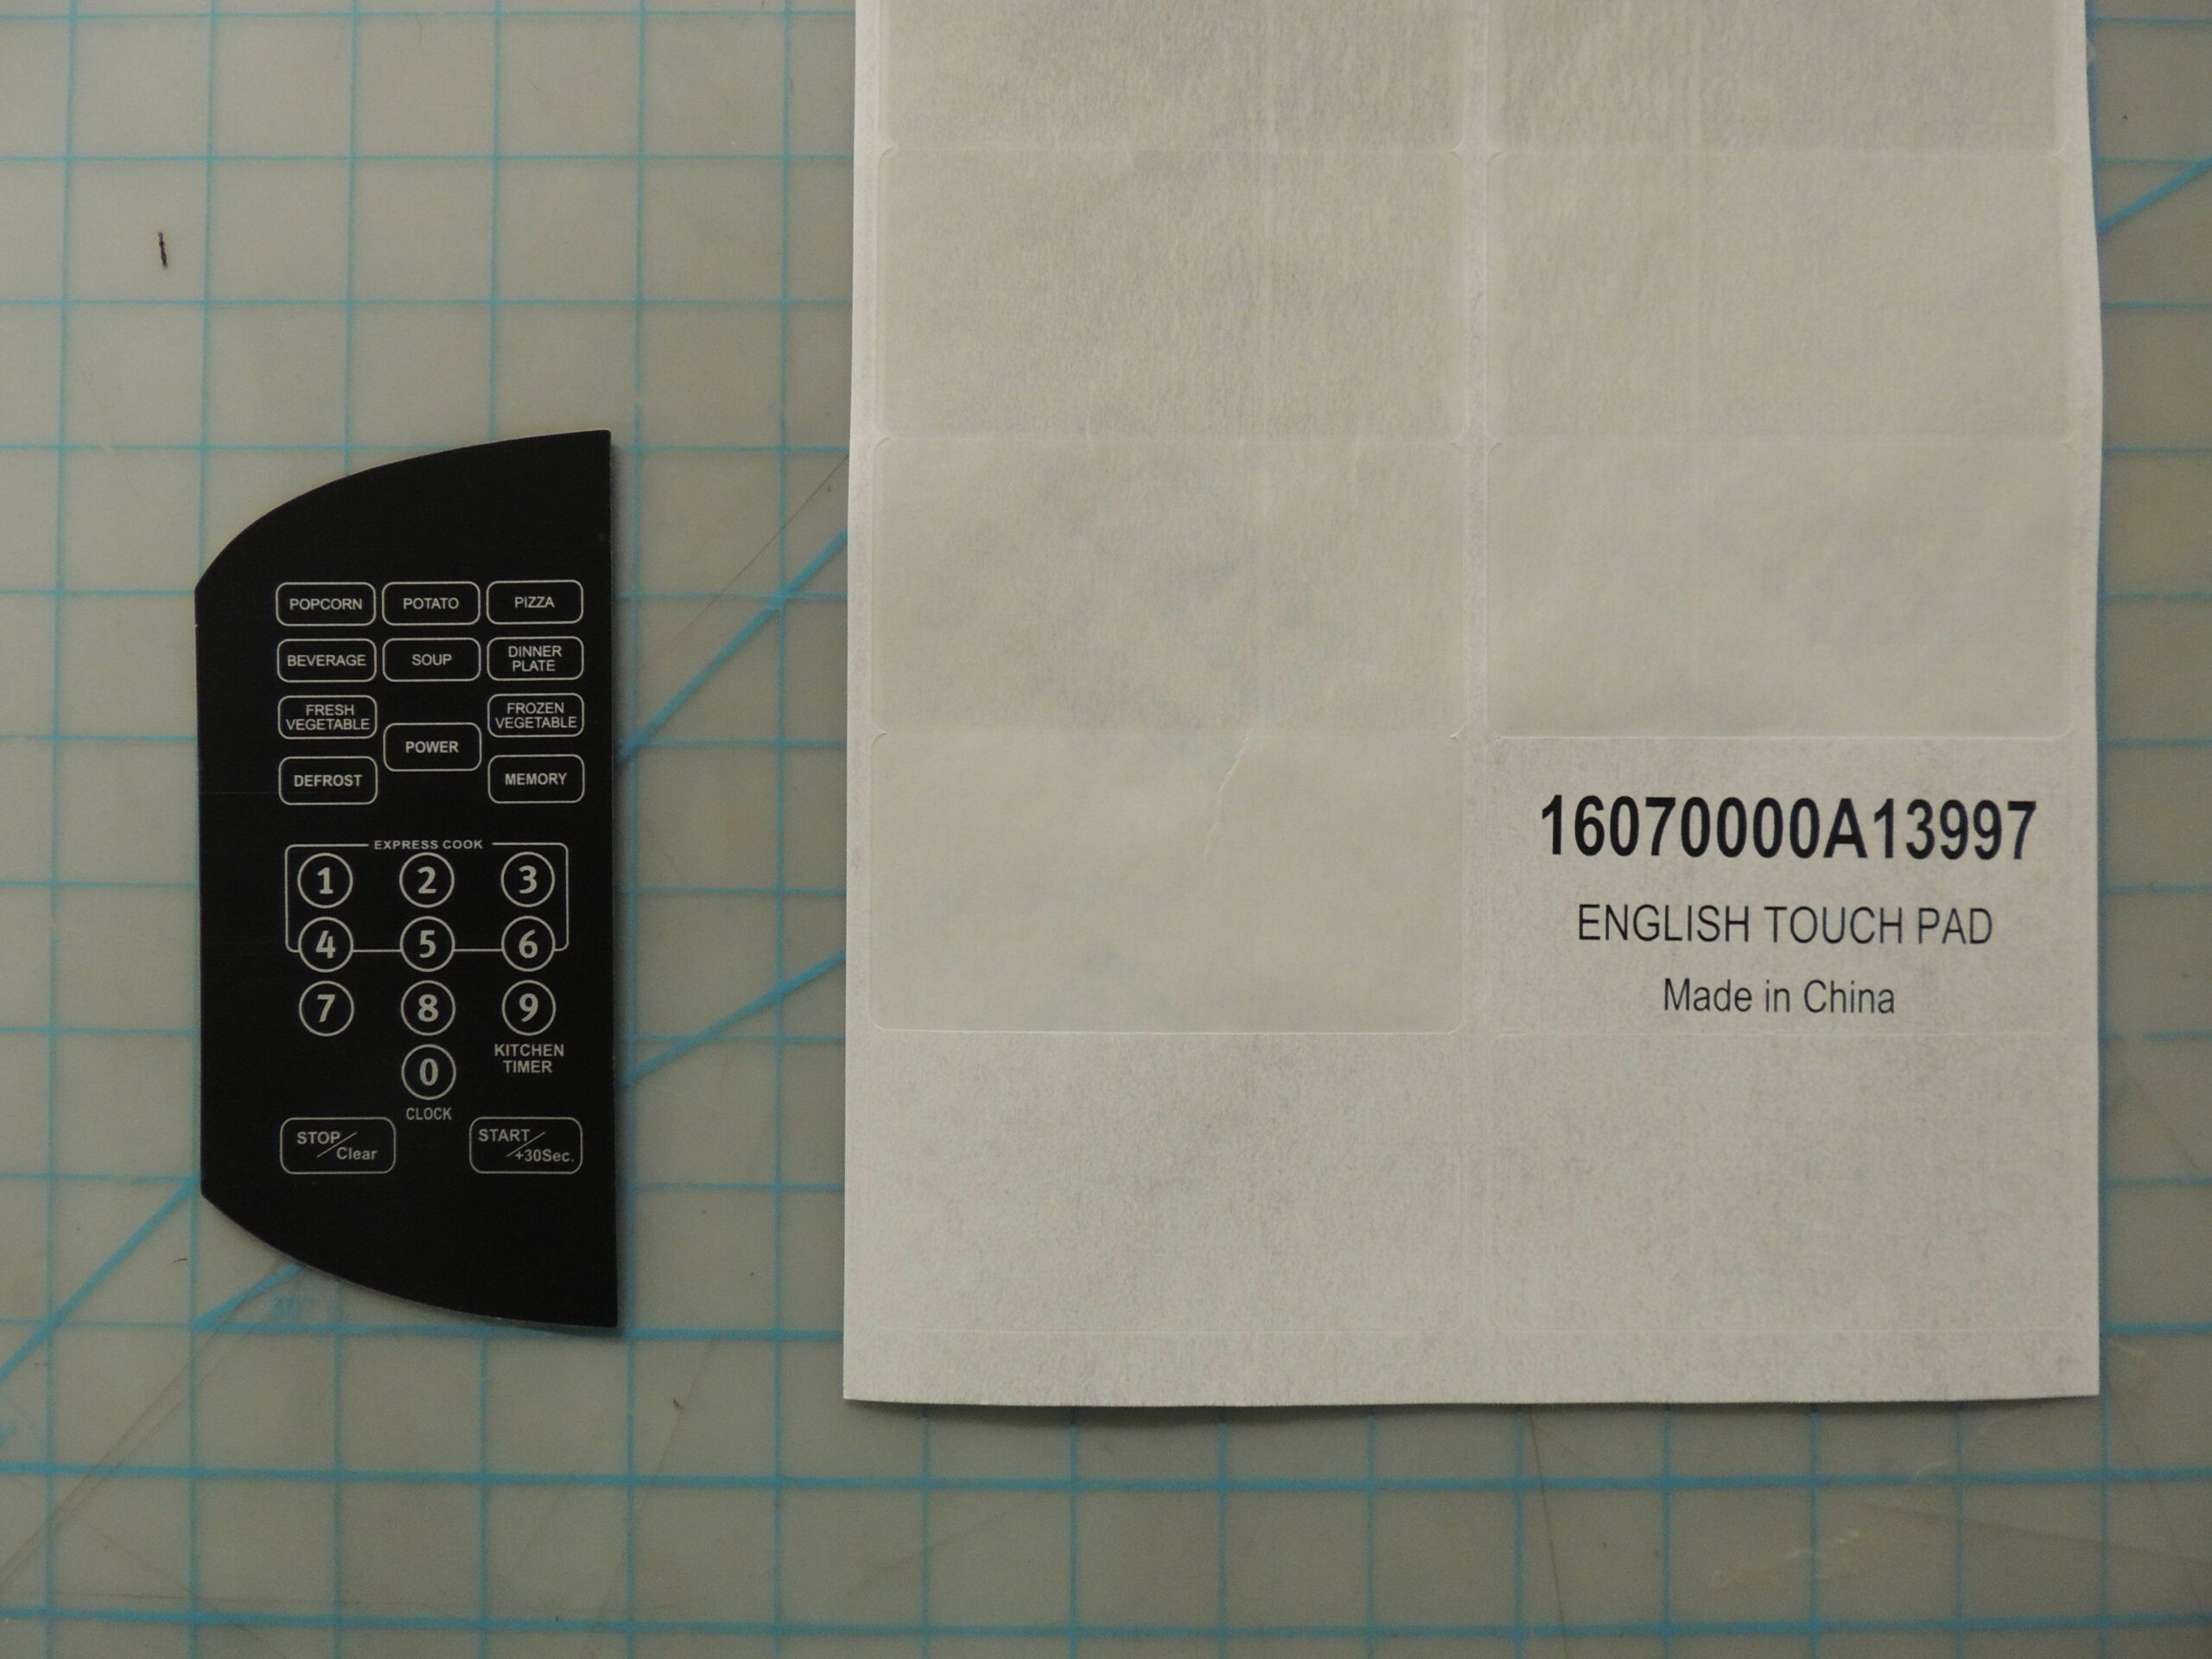 POPCORN POTATO PIZZA
BEVERAGE SOUP DINNER PLATE
FRESH VEGETABLE FROZEN VEGETABLE
POWER
DEFROST MEMORY
EXPRESS COOK
1 2 3
4 5 6
7 8 9
KITCHEN TIMER
0
CLOCK
STOP/Clear START/+30Sec.
16070000A13997
ENGLISH TOUCH PAD
Made in China